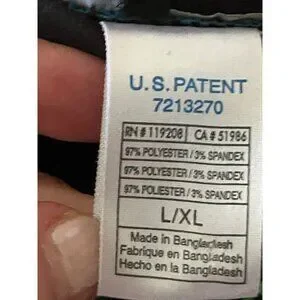 U.S. PATENT
7213270
RN # 119208 CA # 51986
97% POLYESTER / 3% SPANDEX
97% POLYESTER / 3% SPANDEX
97% POLIESTER / 3% SPANDEX
L/XL
Made in Bangladesh
Fabriqué en Bangladesh
Hecho en la Bangladesh